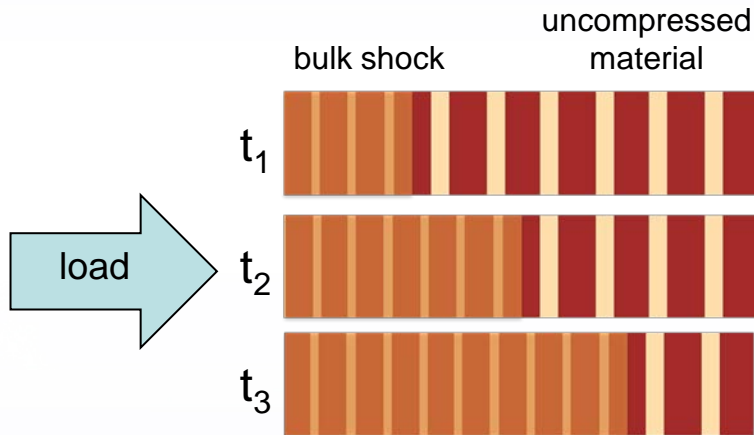 bulk shock
uncompressed
material
t₁
load
t₂
t₃